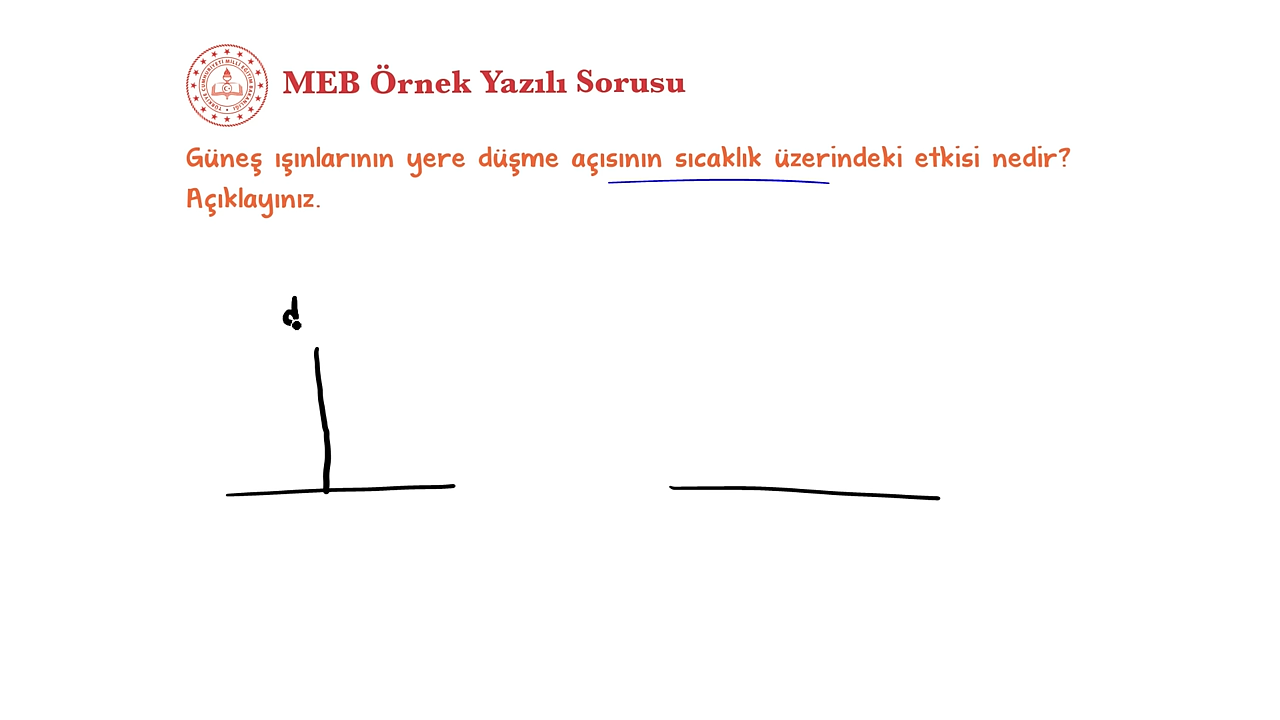 MEB Örnek Yazılı Sorusu
Güneş ışınlarının yere düşme açısının sıcaklık üzerindeki etkisi nedir?
Açıklayınız.
d